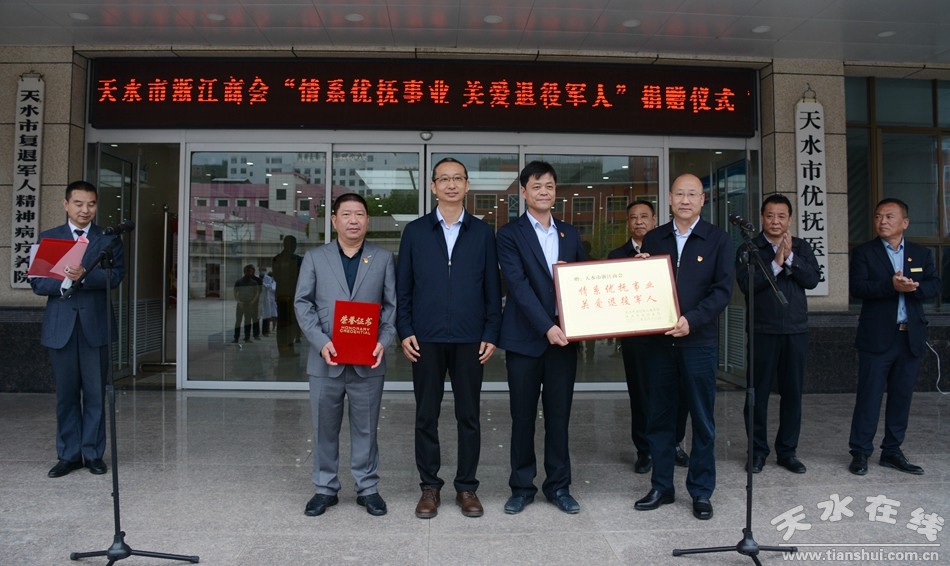 天水市浙江商会“情系优抚事业 关爱退役军人”捐赠仪式
天水市复退军人精神病疗养院
天水市优抚医院
荣誉证书
HONORARY
CREDENTIAL
情系优抚事业
关爱退役军人
天水在线
www.tianshui.com.cn